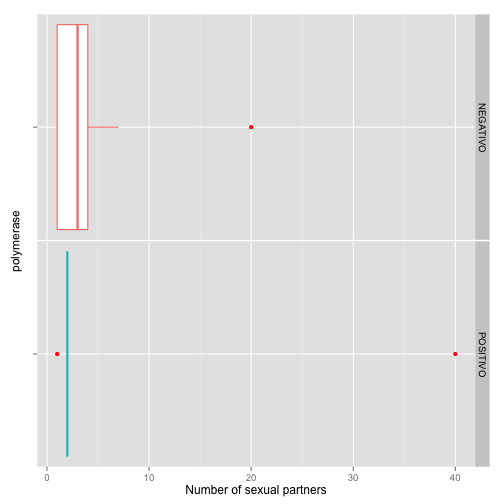 polymerase
NEGATIVO
POSITIVO
0 10 20 30 40
Number of sexual partners